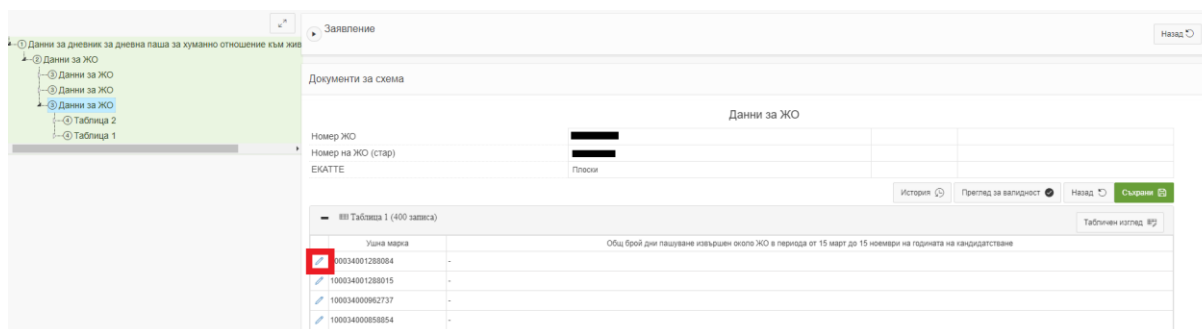 Заявление
Назад
① Данни за дневник за дневна паша за хуманно отношение към жив
② Данни за ЖО
③ Данни за ЖО
③ Данни за ЖО
③ Данни за ЖО
④ Таблица 2
④ Таблица 1
Документи за схема
Данни за ЖО
Номер ЖО
Номер на ЖО (стар)
ЕКАТТЕ Плоски
История Преглед за валидност Назад Съхрани
Таблица 1 (400 записа)
Табличен изглед
Ушна марка Общ брой дни пашуване извършен около ЖО в периода от 15 март до 15 ноември на годината на кандидатстване
00034001288084 -
100034001288015 -
100034000962737 -
100034000858854 -